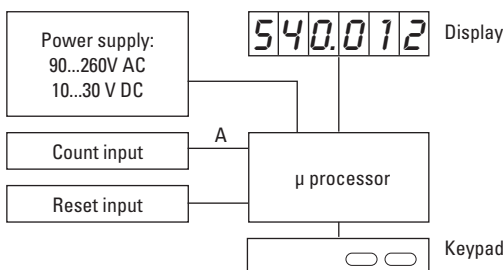 Power supply:
90...260V AC
10...30 V DC
540.012
Display
A
Count input
µ processor
Reset input
Keypad